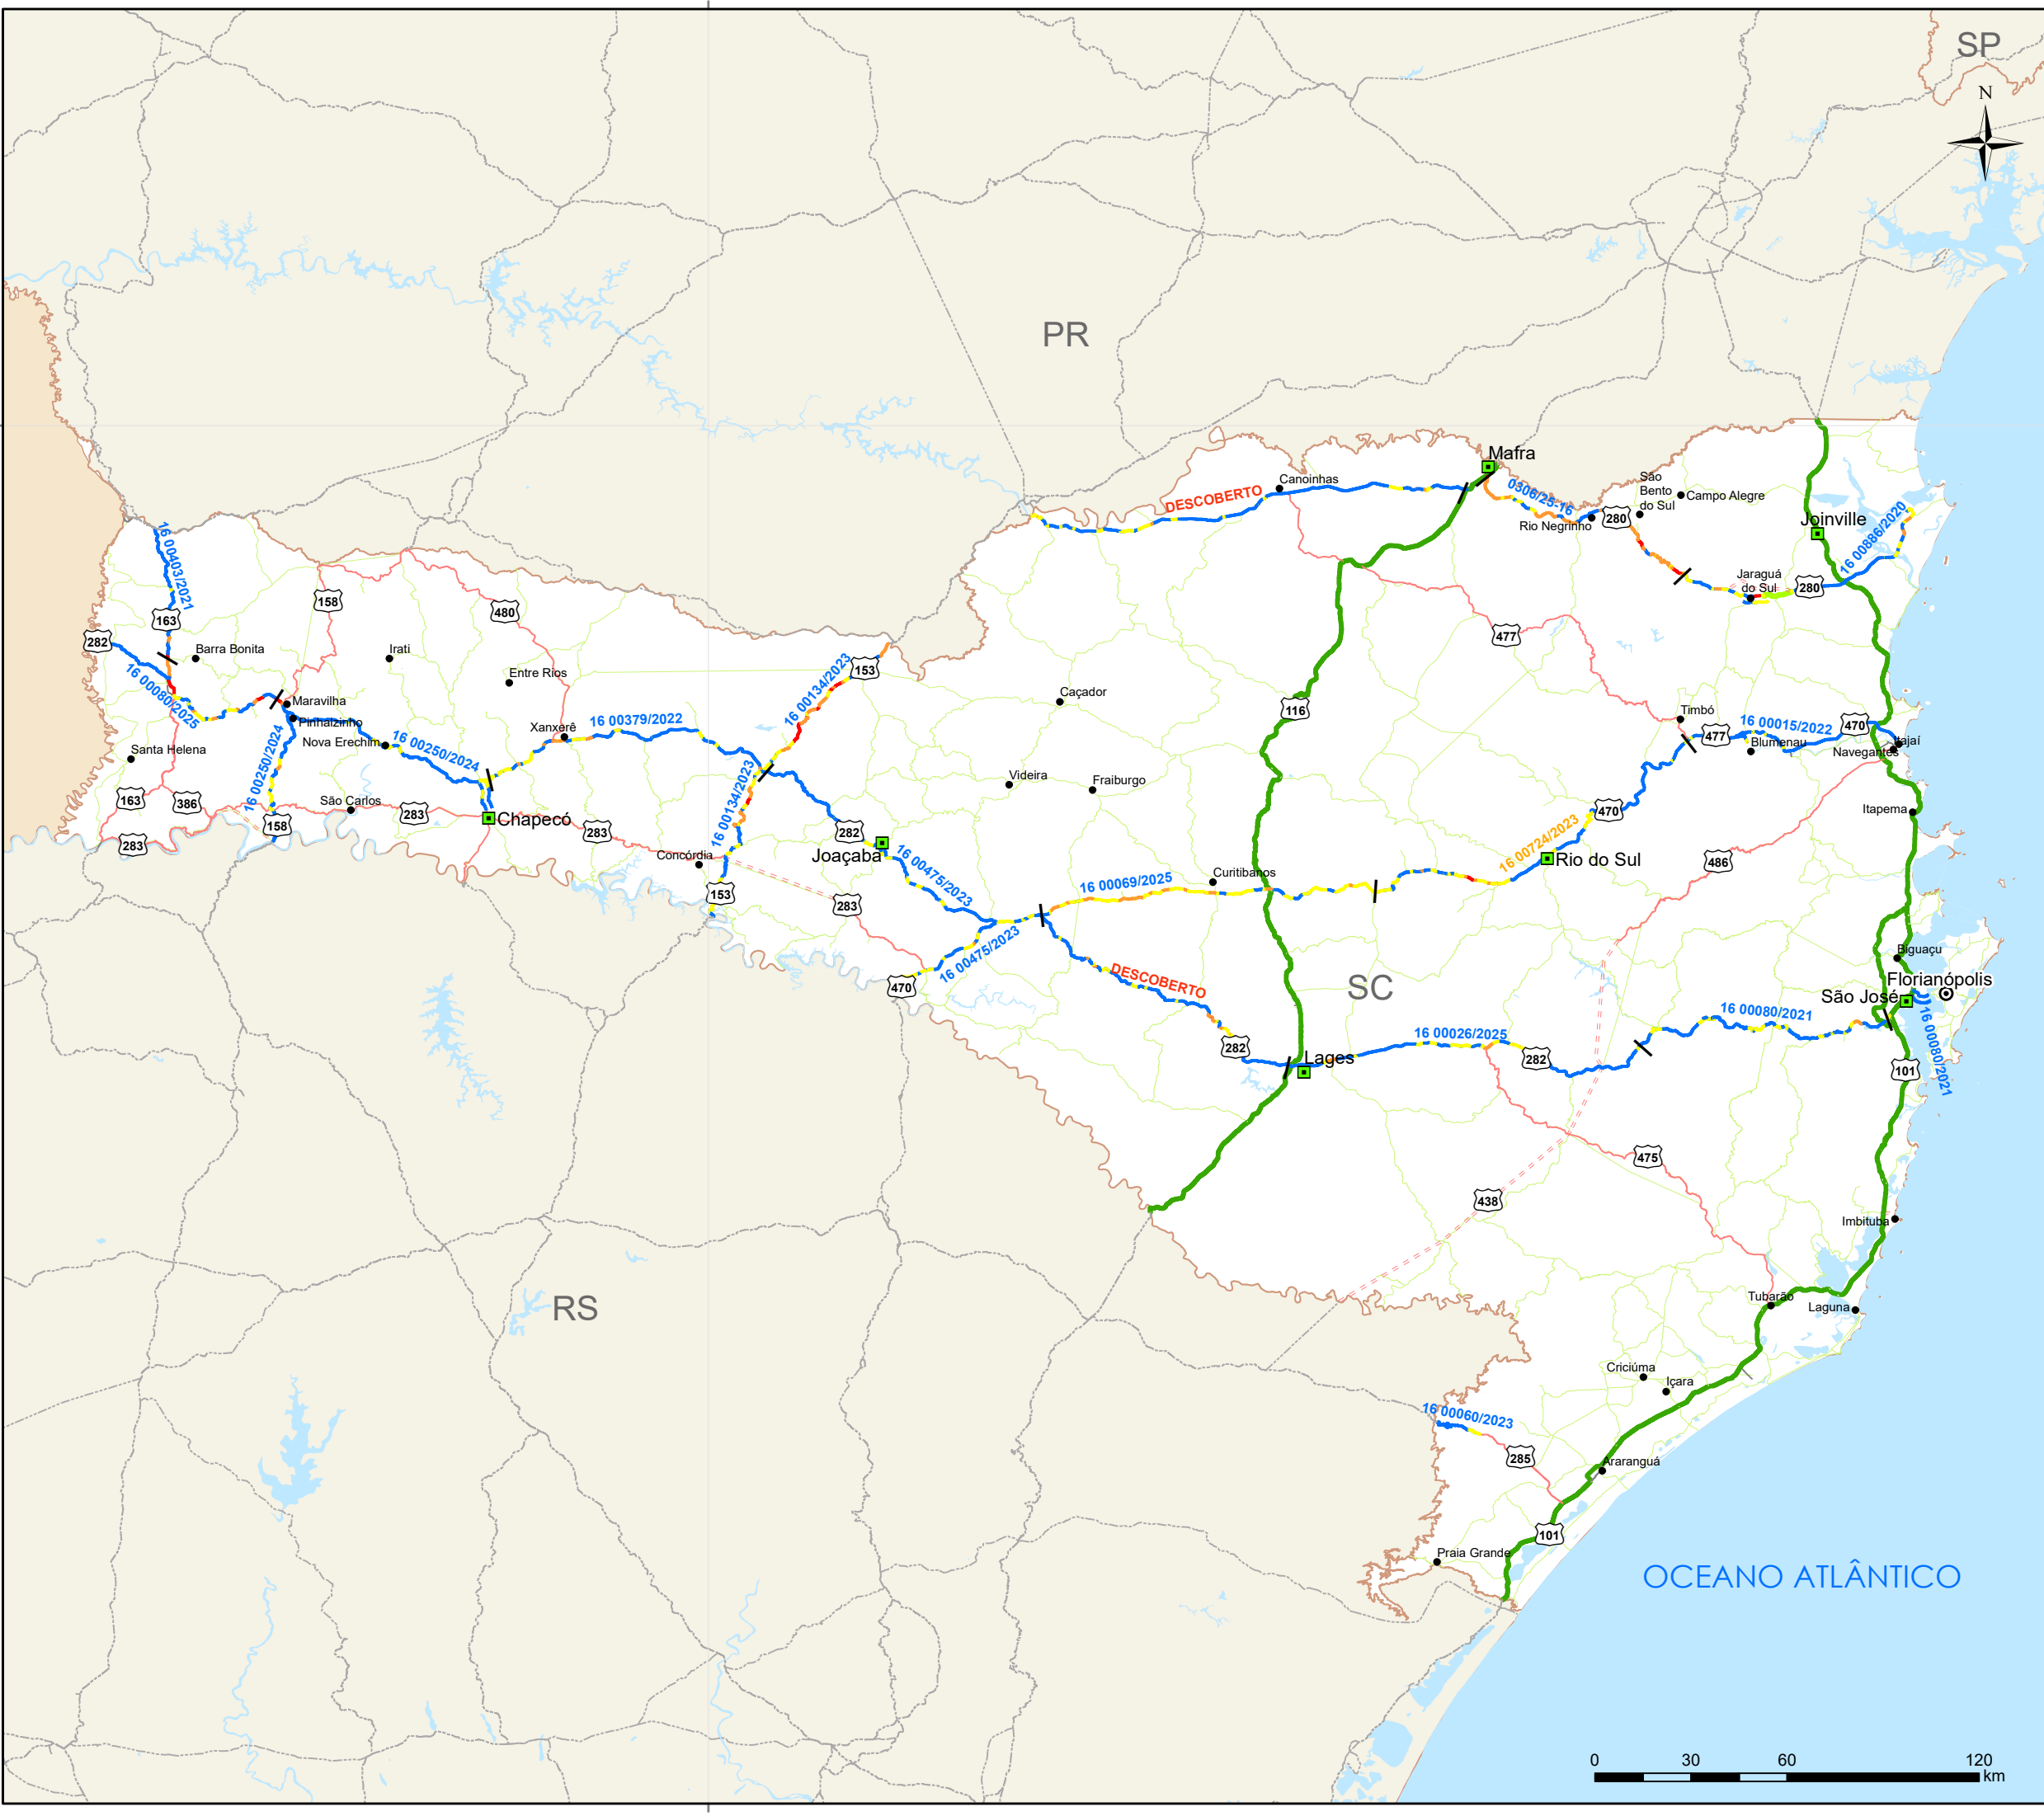 SP
N
PR
Mafra
Canoinhas
DESCOBERTO
0306/25-16
São
Bento
do Sul
Campo Alegre
Rio Negrinho
280
Joinville
16 00886/2020
16 00403/2021
Jaraguá
do Sul
280
158
480
163
477
282
Barra Bonita
Irati
Entre Rios
153
16 00134/2023
16 00080/2025
Maravilha
Pinhalzinho
Caçador
116
Timbó
16 00015/2022
470
477
Xanxerê
16 00379/2022
Nova Erechim
16 00250/2024
Blumenau
Itajaí
Navegantes
Santa Helena
16 00250/2024
Videira
Fraiburgo
163
386
São Carlos
283
158
Chapecó
283
16 00134/2023
470
Itapema
283
282
Joaçaba
16 00475/2023
16 00724/2023
Rio do Sul
486
Concórdia
153
283
16 00069/2025
Curitibanos
16 00475/2023
470
DESCOBERTO
SC
Biguaçu
Florianópolis
São José
16 00080/2021
16 00080/2021
282
Lages
16 00026/2025
282
101
475
438
Imbituba
RS
Tubarão
Laguna
Criciúma
Içara
16 00060/2023
285
Araranguá
101
Praia Grande
OCEANO ATLÂNTICO
0 30 60 120
km